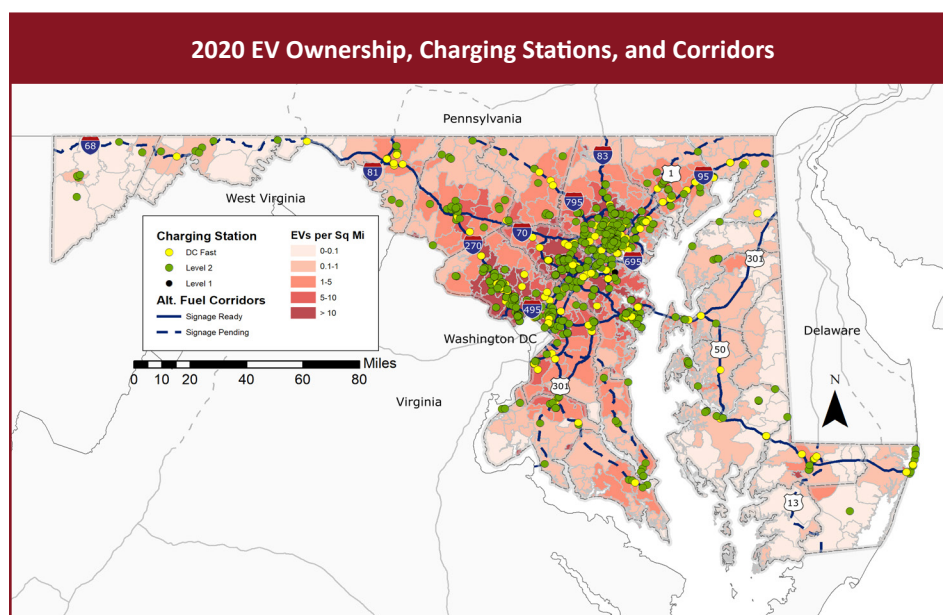 2020 EV Ownership, Charging Stations, and Corridors
Pennsylvania
68
83
1
95
81
West Virginia
795
Charging Station
DC Fast
Level 2
Level 1
Alt. Fuel Corridors
Signage Ready
Signage Pending
EVs per Sq Mi
0-0.1
0.1-1
1-5
5-10
> 10
270
70
695
301
495
Washington DC
50
Delaware
Miles
0 5 10 20 40 60 80
301
Virginia
N
13